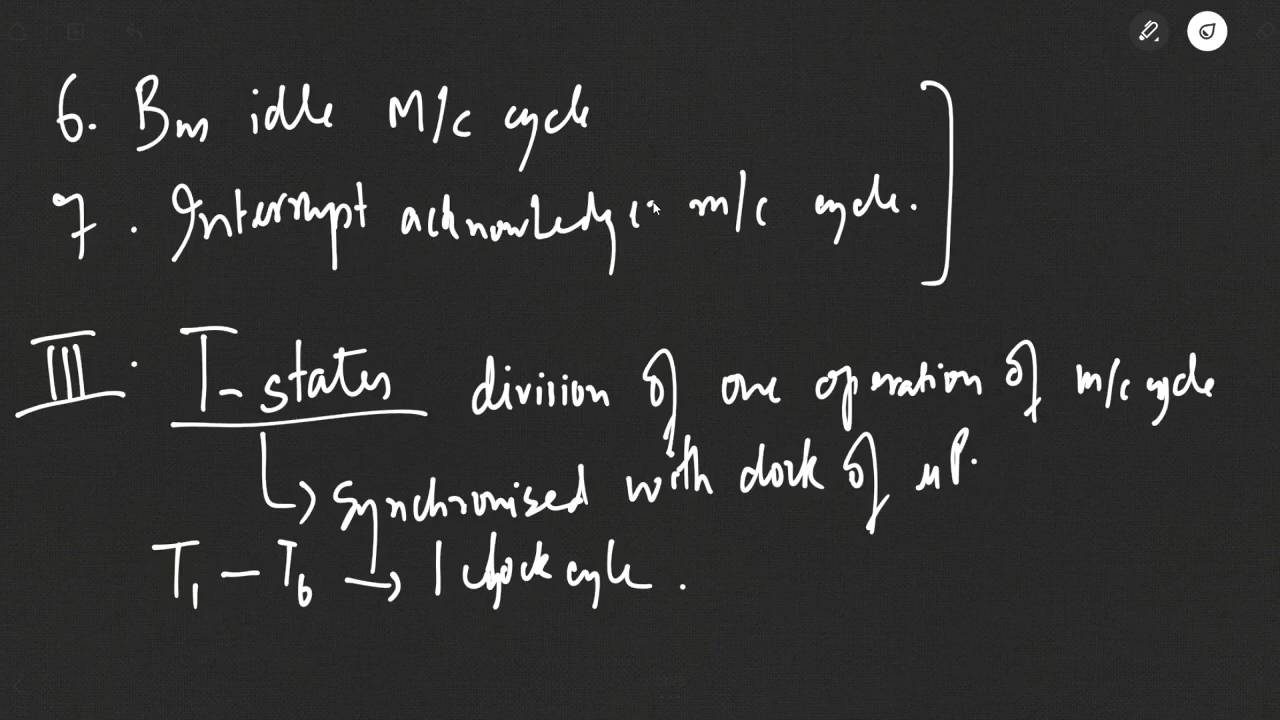 6. Bus idle M/c cycle
7. Interrupt acknowledge m/c cycle.
III. T-states division of one operation of m/c cycle
↳ synchronised with clock of μP.
T1 – T6 → 1 clock cycle.